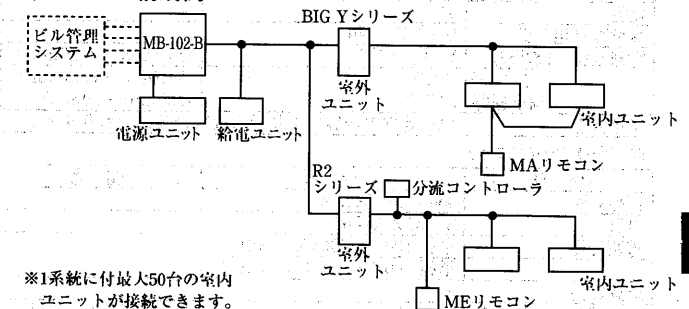 BIG Yシリーズ
ビル管理
システム
MB-102-B
室外
ユニット
電源ユニット
給電ユニット
室内ユニット
MAリモコン
R2
シリーズ
分流コントローラ
室外
ユニット
室内ユニット
※1系統に付最大50台の室内
ユニットが接続できます。
MEリモコン